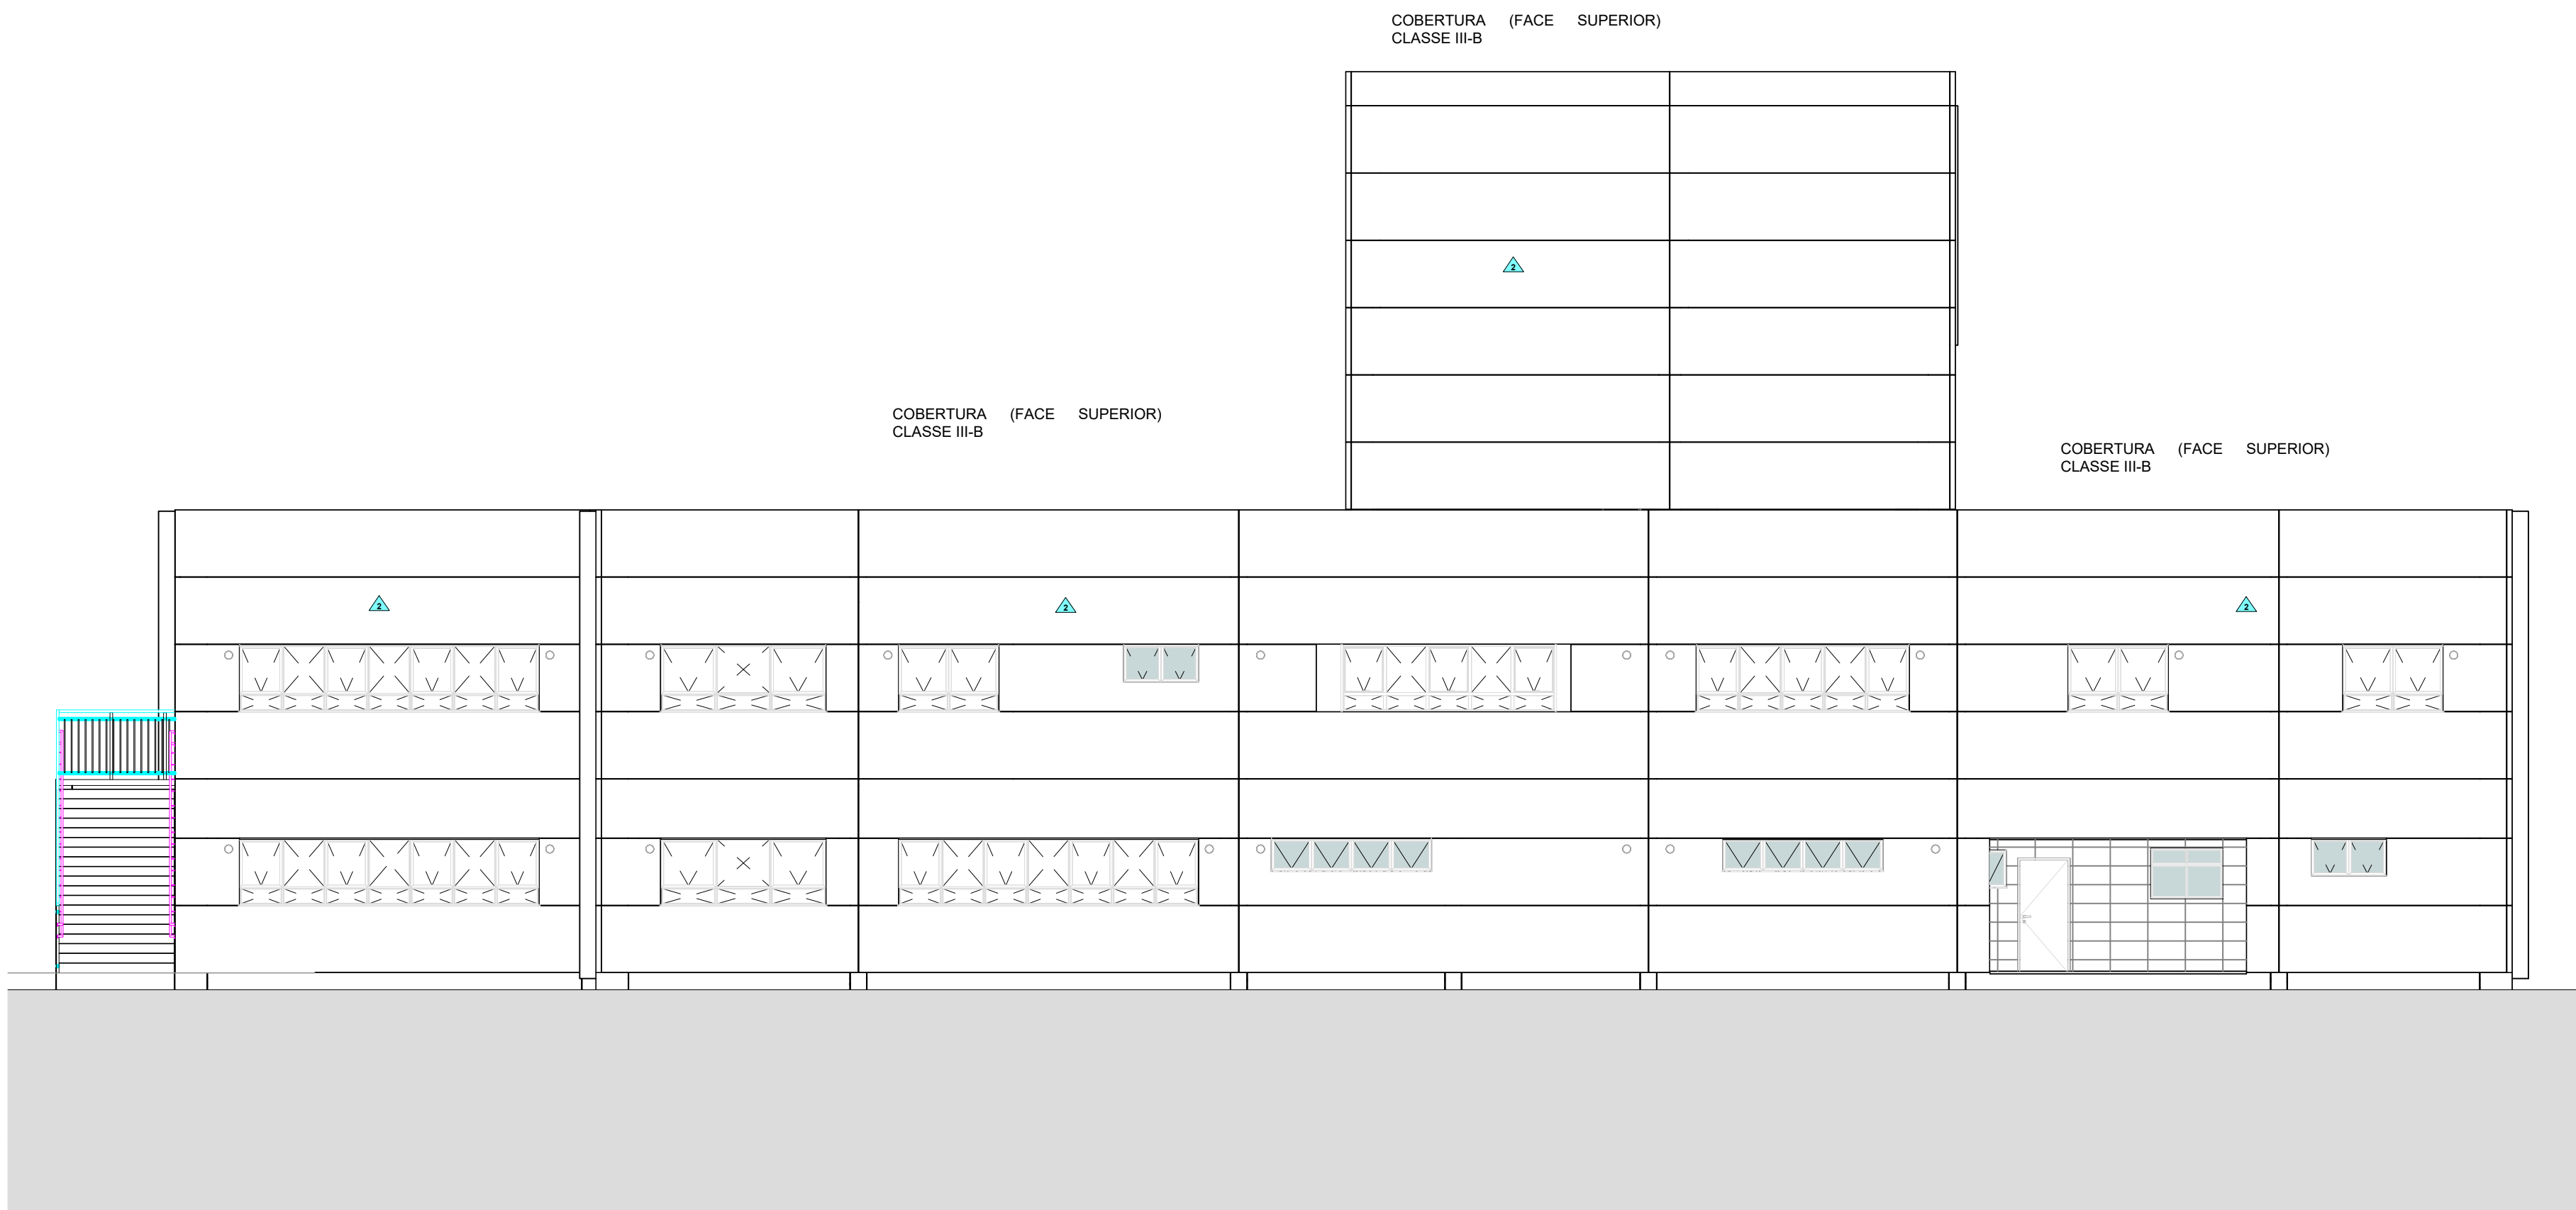 COBERTURA (FACE SUPERIOR)
CLASSE III-B
2
COBERTURA (FACE SUPERIOR)
CLASSE III-B
COBERTURA (FACE SUPERIOR)
CLASSE III-B
2
2
2